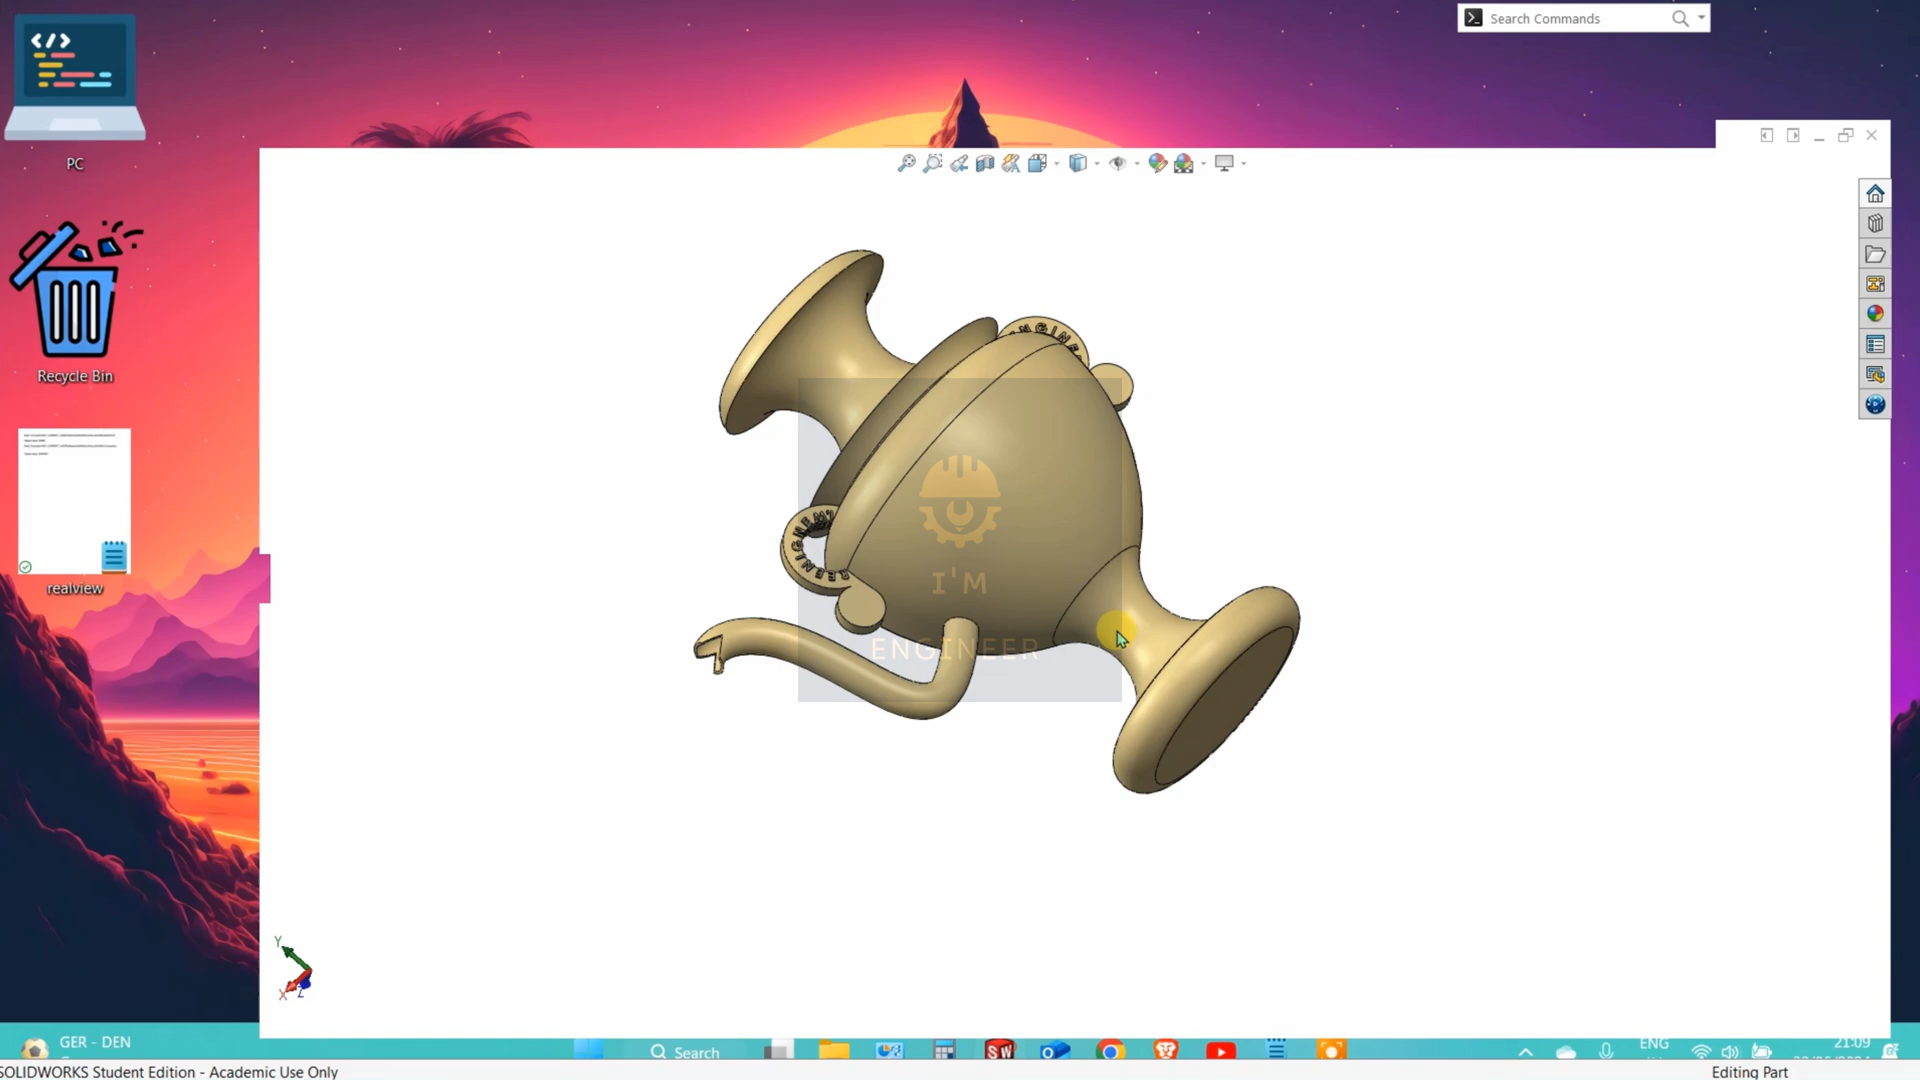 Search Commands
PC
Recycle Bin
realview
I'M
ENGINEER
Y
X
Z
GER - DEN
Search
SW
ENG
21:09
SOLIDWORKS Student Edition - Academic Use Only
Editing Part